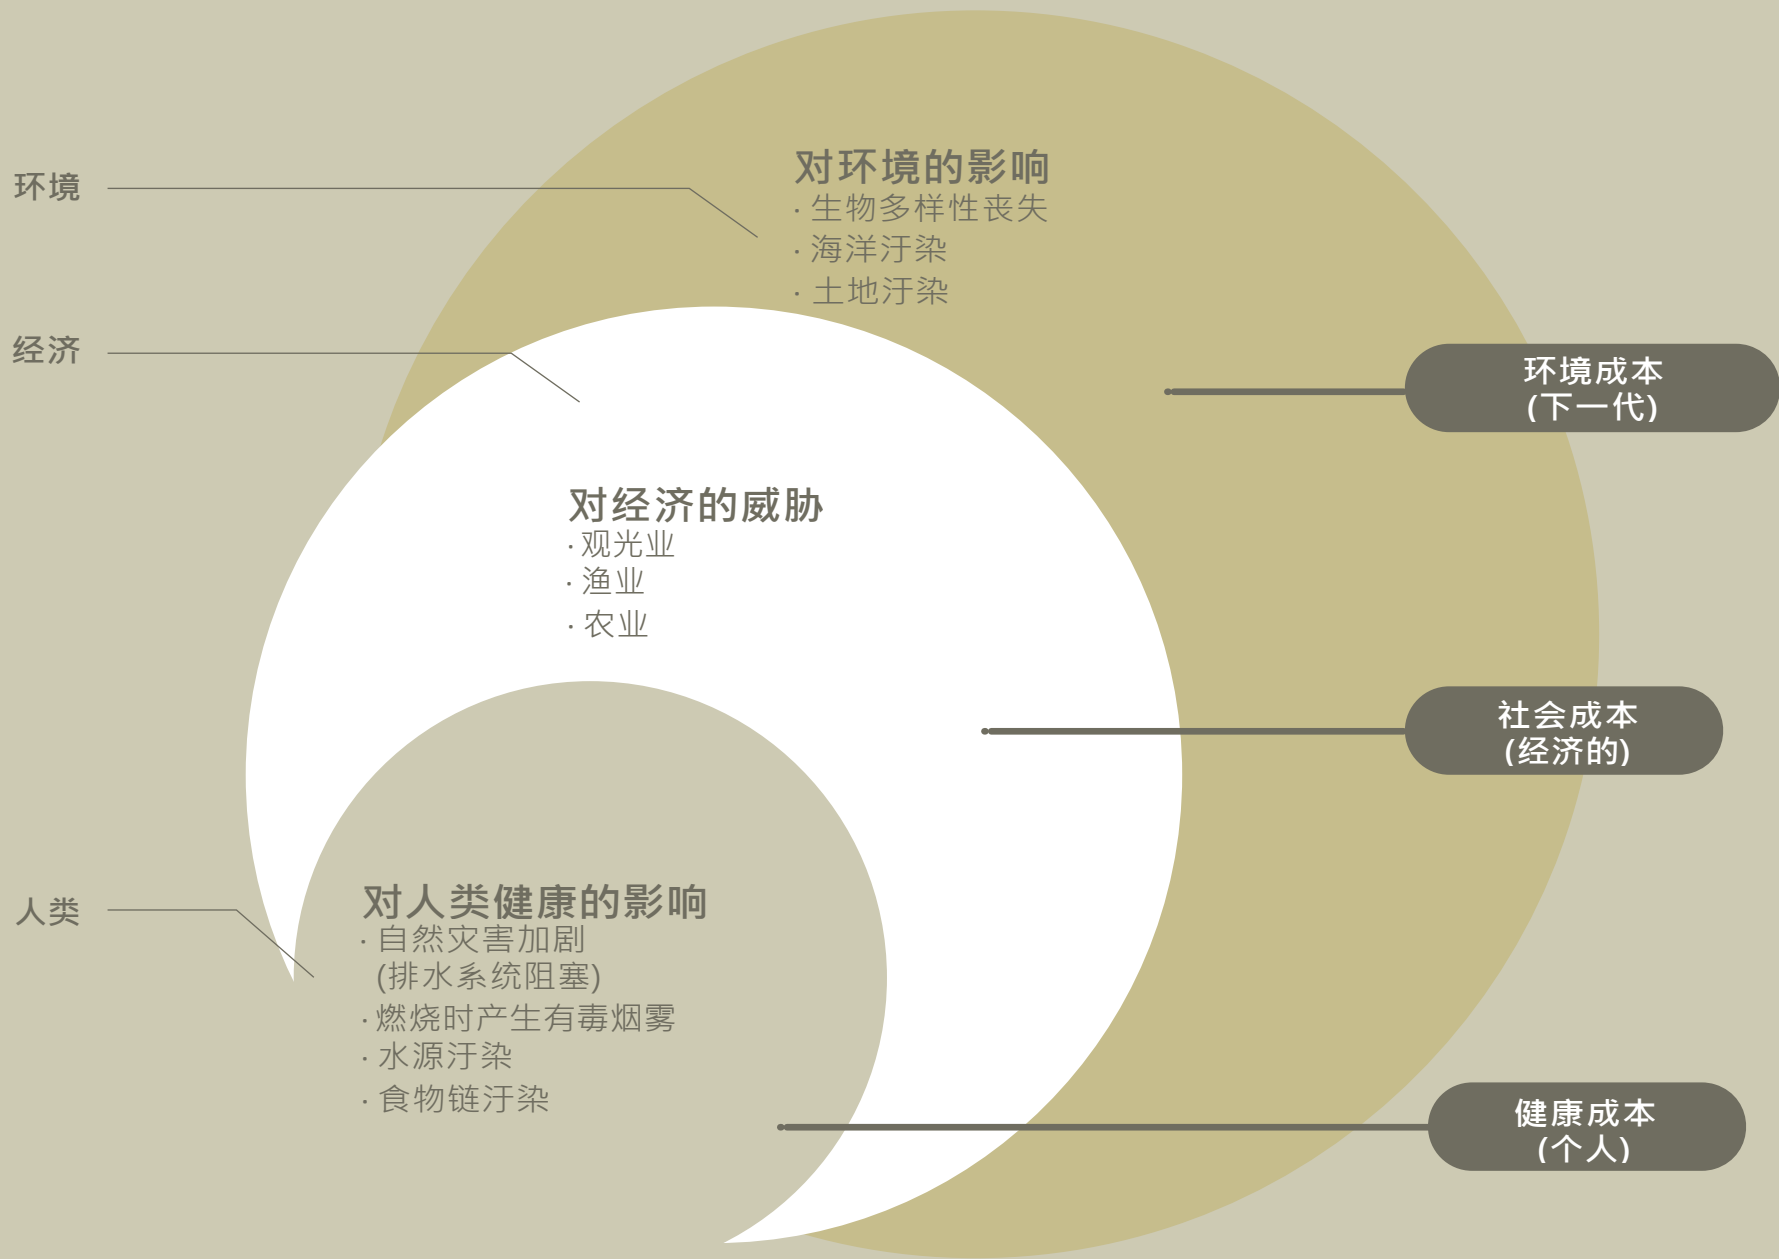 环境
对环境的影响
· 生物多样性丧失
· 海洋汙染
· 土地汙染
经济
环境成本
(下一代)
对经济的威胁
· 观光业
· 渔业
· 农业
社会成本
(经济的)
人类
对人类健康的影响
· 自然灾害加剧
(排水系统阻塞)
· 燃烧时产生有毒烟雾
· 水源汙染
· 食物链汙染
健康成本
(个人)